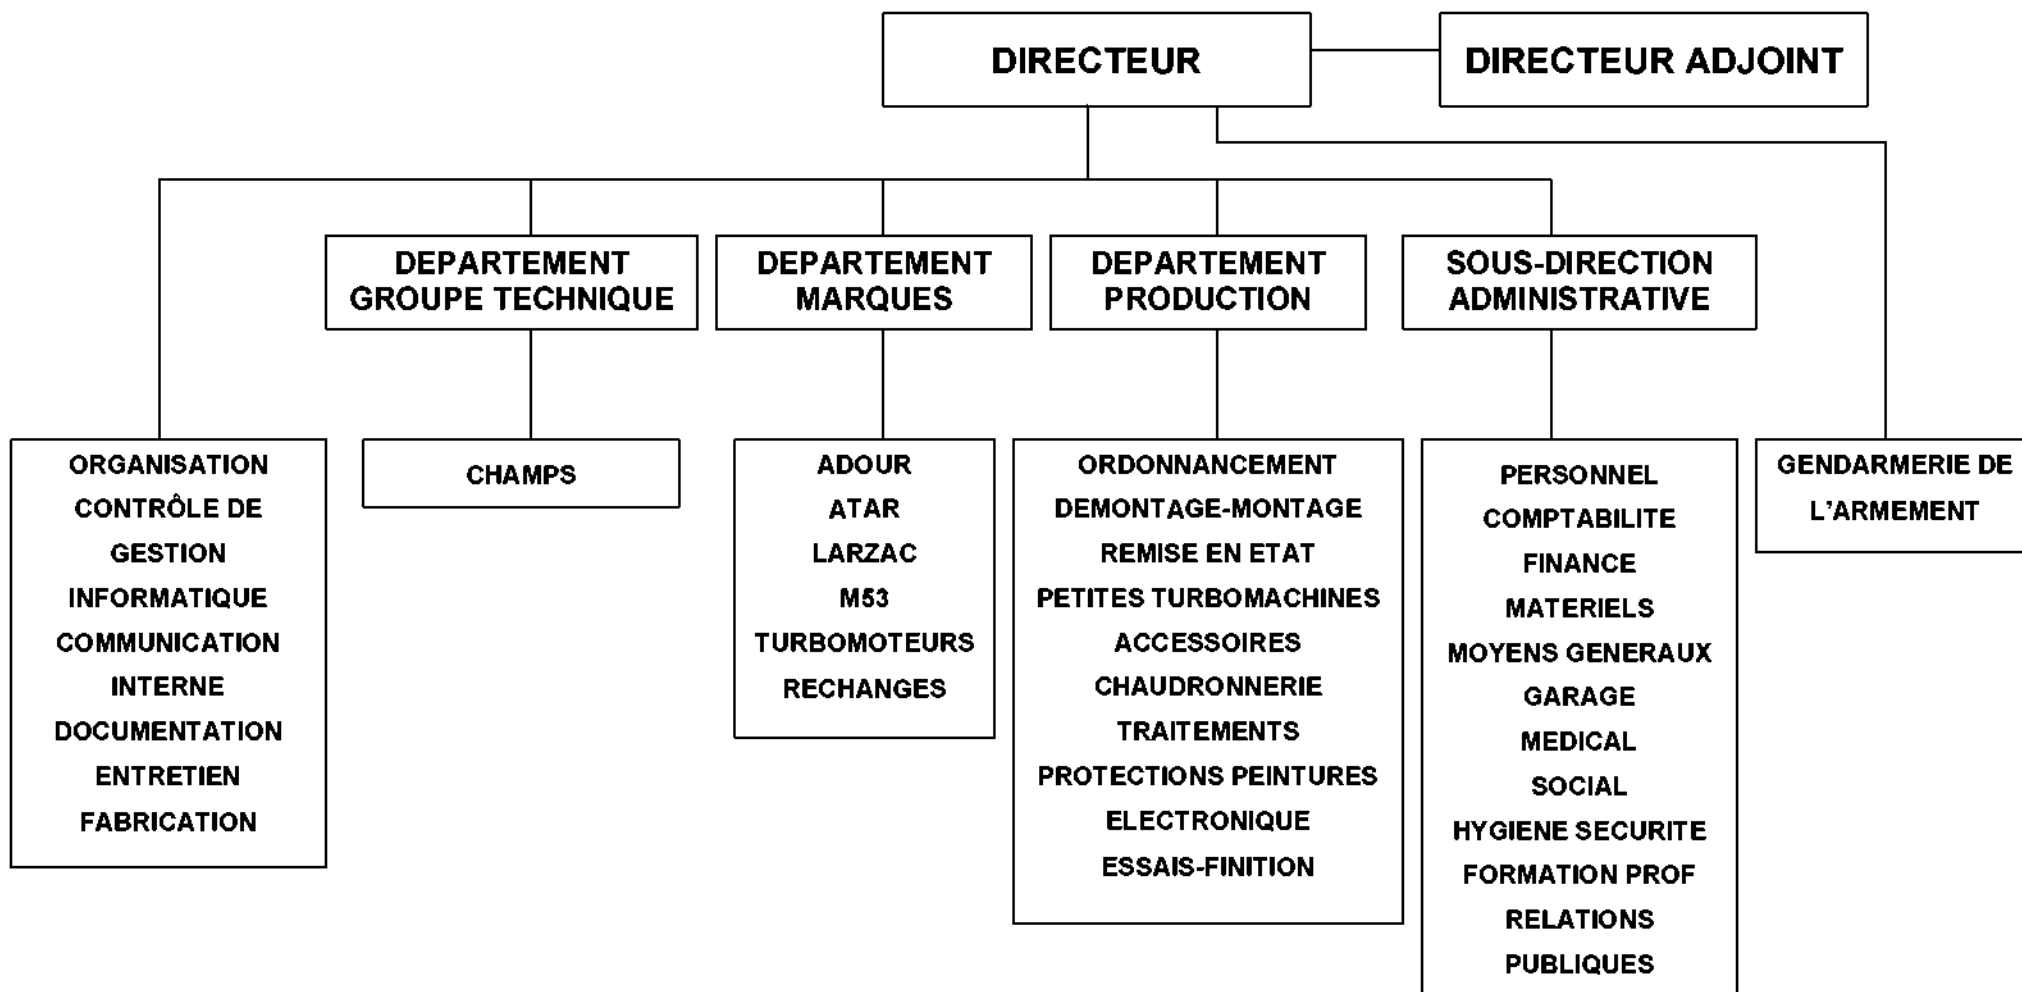 DIRECTEUR
DIRECTEUR ADJOINT
DEPARTEMENT
GROUPE TECHNIQUE
DEPARTEMENT
MARQUES
DEPARTEMENT
PRODUCTION
SOUS-DIRECTION
ADMINISTRATIVE
ORGANISATION
CONTRÔLE DE
GESTION
INFORMATIQUE
COMMUNICATION
INTERNE
DOCUMENTATION
ENTRETIEN
FABRICATION
CHAMPS
ADOUR
ATAR
LARZAC
M53
TURBOMOTEURS
RECHANGES
ORDONNANCEMENT
DEMONTAGE-MONTAGE
REMISE EN ETAT
PETITES TURBOMACHINES
ACCESSOIRES
CHAUDRONNERIE
TRAITEMENTS
PROTECTIONS PEINTURES
ELECTRONIQUE
ESSAIS-FINITION
PERSONNEL
COMPTABILITE
FINANCE
MATERIELS
MOYENS GENERAUX
GARAGE
MEDICAL
SOCIAL
HYGIENE SECURITE
FORMATION PROF
RELATIONS
PUBLIQUES
GENDARMERIE DE
L'ARMEMENT